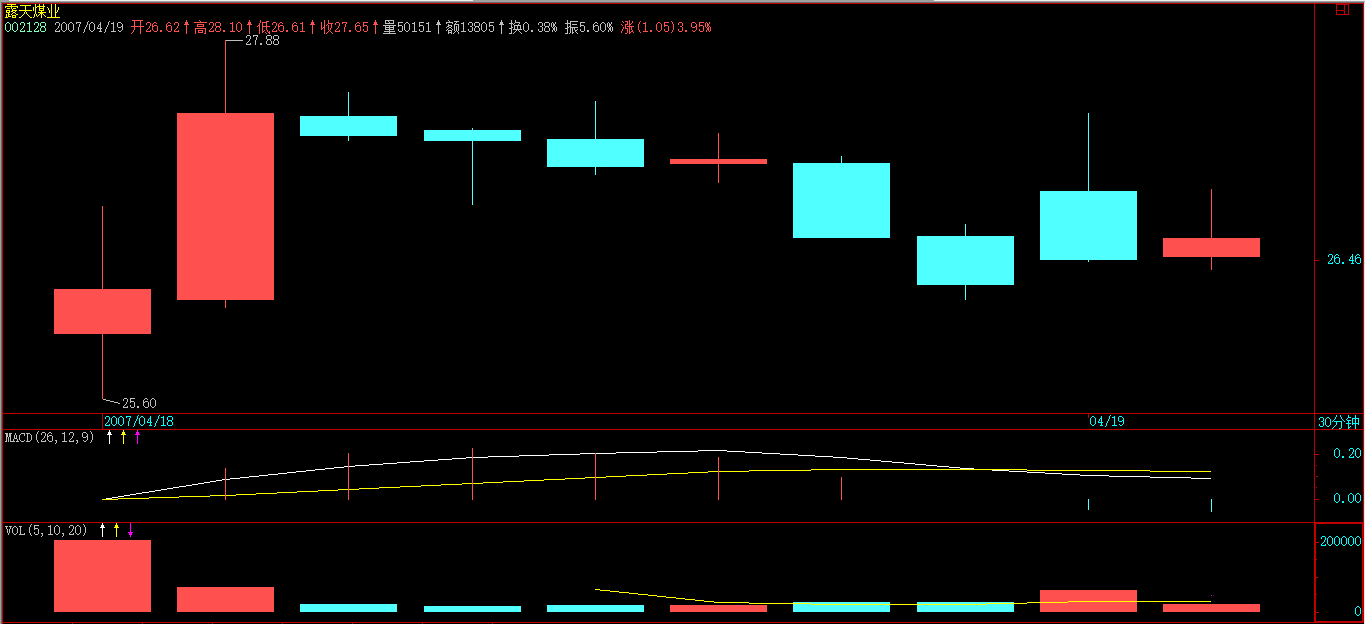 露天煤业
002128 2007/04/19 开26.62↑高28.10↑低26.61↑收27.65↑量50151↑额13805↑换0.38% 振5.60% 涨(1.05)3.95%
27.88
26.46
25.60
2007/04/18 04/19 30分钟
MACD(26,12,9) ↑ ↑ ↑
0.20
0.00
VOL(5,10,20) ↑ ↑ ↓
200000
0